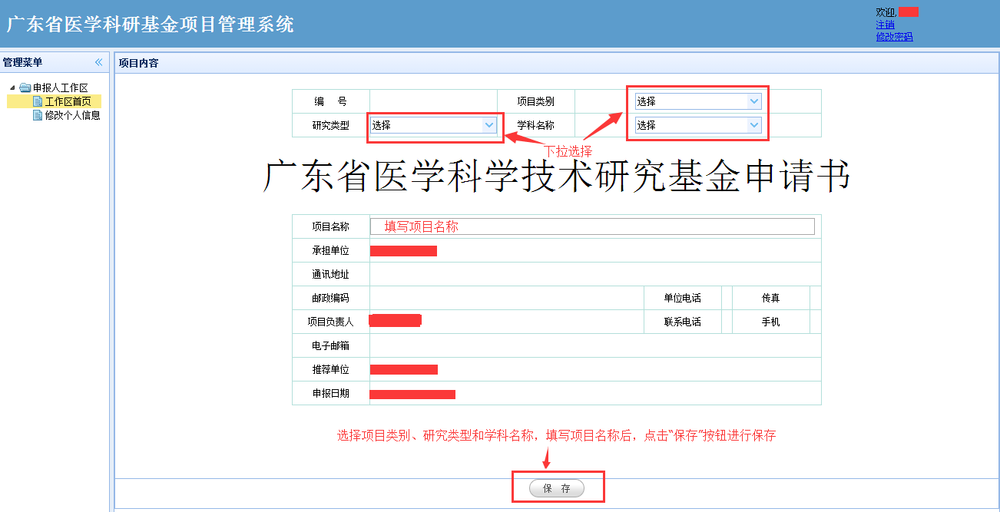 广东省医学科研基金项目管理系统
欢迎,
注销
修改密码
管理菜单
项目内容
申报人工作区
工作区首页
修改个人信息
编 号 项目类别 选择
研究类型 选择 学科名称 选择
下拉选择
广东省医学科学技术研究基金申请书
项目名称 填写项目名称
承担单位
通讯地址
邮政编码 单位电话 传真
项目负责人 联系电话 手机
电子邮箱
推荐单位
申报日期
选择项目类别、研究类型和学科名称，填写项目名称后，点击“保存”按钮进行保存
保 存